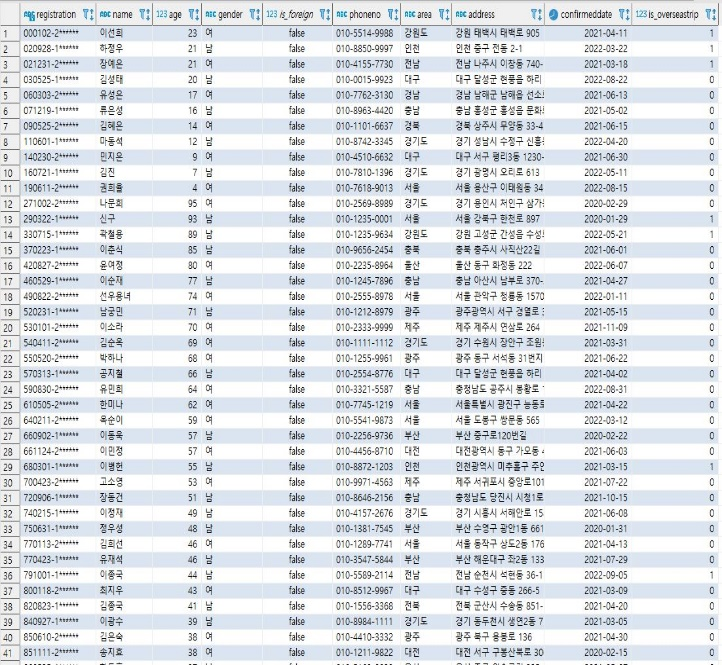 registration name 123 age gender is_foreign phoneno area address confirmeddate 123 is_overseastrip
1 000102-2****** 이선희 23 여 false 010-5514-9988 강원도 강원 태백시 태백로 905 2021-04-11 1
2 020928-1****** 하정우 21 남 false 010-8850-9997 인천 인천 중구 전동 2-1 2022-03-22 1
3 021231-2****** 장예은 21 여 false 010-4155-7730 전남 전남 나주시 이창동 740- 2021-03-18 1
4 030525-1****** 김성태 20 남 false 010-0015-9923 대구 대구 달성군 현풍읍 하리 2022-08-22 0
5 060303-2****** 유성은 17 여 false 010-7762-3130 경남 경남 남해군 남해읍 선소 2021-06-13 0
6 071219-1****** 류은성 16 남 false 010-8963-4420 충남 충남 홍성군 홍성읍 문화 2021-05-02 0
7 090525-2****** 김혜은 14 여 false 010-1101-6637 경북 경북 상주시 무양동 33-4 2021-06-15 0
8 110601-1****** 마동석 12 남 false 010-8742-3345 경기도 경기 성남시 수정구 신흥 2022-04-20 0
9 140230-2****** 민지운 9 여 false 010-4510-6632 대구 대구 서구 평리3동 1230- 2021-06-30 0
10 160721-1****** 김진 7 남 false 010-7810-1396 경기도 경기 광명시 오리로 613 2022-05-11 0
11 190611-2****** 권희율 4 여 false 010-7618-9013 서울 서울 용산구 이태원동 34 2022-08-15 0
12 271002-2****** 나문희 95 여 false 010-2569-8989 경기도 경기 용인시 처인구 삼가 2020-02-29 0
13 290322-1****** 신구 93 남 false 010-1235-0001 서울 서울 강북구 한천로 897 2020-01-29 1
14 330715-1****** 곽철용 89 남 false 010-1235-9634 강원도 강원 고성군 간성읍 수성 2022-05-21 1
15 370223-1****** 이춘식 85 남 false 010-9656-2454 충북 충북 충주시 사직산22길 2021-06-01 0
16 420827-2****** 윤여정 80 여 false 010-2235-8964 울산 울산 동구 화정동 222 2022-06-07 0
17 460529-1****** 이순재 77 남 false 010-1245-7896 충남 충남 아산시 남부로 370- 2021-04-27 0
18 490822-2****** 선우용녀 74 여 false 010-2555-8978 서울 서울 관악구 청룡동 1570 2022-01-11 0
19 520231-1****** 남궁민 71 남 false 010-1212-8979 광주 광주광역시 서구 경열로 2021-05-15 0
20 530101-2****** 이소라 70 여 false 010-2333-9999 제주 제주 제주시 연삼로 264 2021-11-09 0
21 540411-2****** 김순옥 69 여 false 010-1111-1112 경기도 경기 수원시 장안구 조원 2021-03-31 0
22 550520-2****** 박하나 68 여 false 010-1255-9961 광주 광주 동구 서석동 31번지 2021-06-22 0
23 570313-1****** 공지철 66 남 false 010-2554-8776 대구 대구 달성군 현풍읍 하리 2021-04-02 0
24 590830-2****** 유민희 64 여 false 010-3321-5587 충남 충청남도 공주시 봉황로 2022-08-31 0
25 610505-2****** 한미나 62 여 false 010-7745-1219 서울 서울특별시 광진구 능동로 2021-04-22 0
26 640211-2****** 옥순이 59 여 false 010-5541-9873 서울 서울 도봉구 쌍문동 565 2022-03-12 0
27 660902-1****** 이동욱 57 남 false 010-2256-9736 부산 부산 중구로120번길 2020-02-22 0
28 661124-2****** 이민정 57 여 false 010-4456-8710 대전 대전광역시 동구 가오동 2021-06-03 0
29 680301-1****** 이병헌 55 남 false 010-8872-1203 인천 인천광역시 미추홀구 주안 2021-03-15 1
30 700423-2****** 고소영 53 여 false 010-9971-4563 제주 제주 서귀포시 중앙로101 2021-07-22 0
31 720906-1****** 장동건 51 남 false 010-8646-2156 충남 충청남도 당진시 시청1로 2021-10-15 0
32 740215-1****** 이정재 49 남 false 010-4157-2676 경기도 경기 시흥시 서해안로 15 2021-06-08 0
33 750631-1****** 정우성 48 남 false 010-1381-7545 부산 부산 수영구 광안1동 661 2020-01-31 0
34 770113-2****** 김희선 46 여 false 010-1289-7741 서울 서울 동작구 상도2동 176 2021-04-13 0
35 770423-1****** 유재석 46 남 false 010-3547-5844 부산 부산 해운대구 좌2동 133 2021-07-29 0
36 791001-1****** 이종국 44 남 false 010-5589-2114 전남 전남 순천시 석현동 36-1 2022-09-05 1
37 800118-2****** 최지우 43 여 false 010-8512-9967 대구 대구 수성구 중동 266-5 2021-03-09 0
38 820823-1****** 김종국 41 남 false 010-1556-3368 전북 전북 군산시 수송동 851- 2021-04-20 0
39 840927-1****** 이광수 39 남 false 010-8984-1111 경기도 경기 동두천시 생연2동 7 2021-03-05 0
40 850610-2****** 김은숙 38 여 false 010-4410-3332 광주 광주 북구 용봉로 136 2021-04-30 0
41 851111-2****** 송지효 38 여 false 010-1211-9822 대전 대전 서구 구봉산북로 30 2020-02-15 0